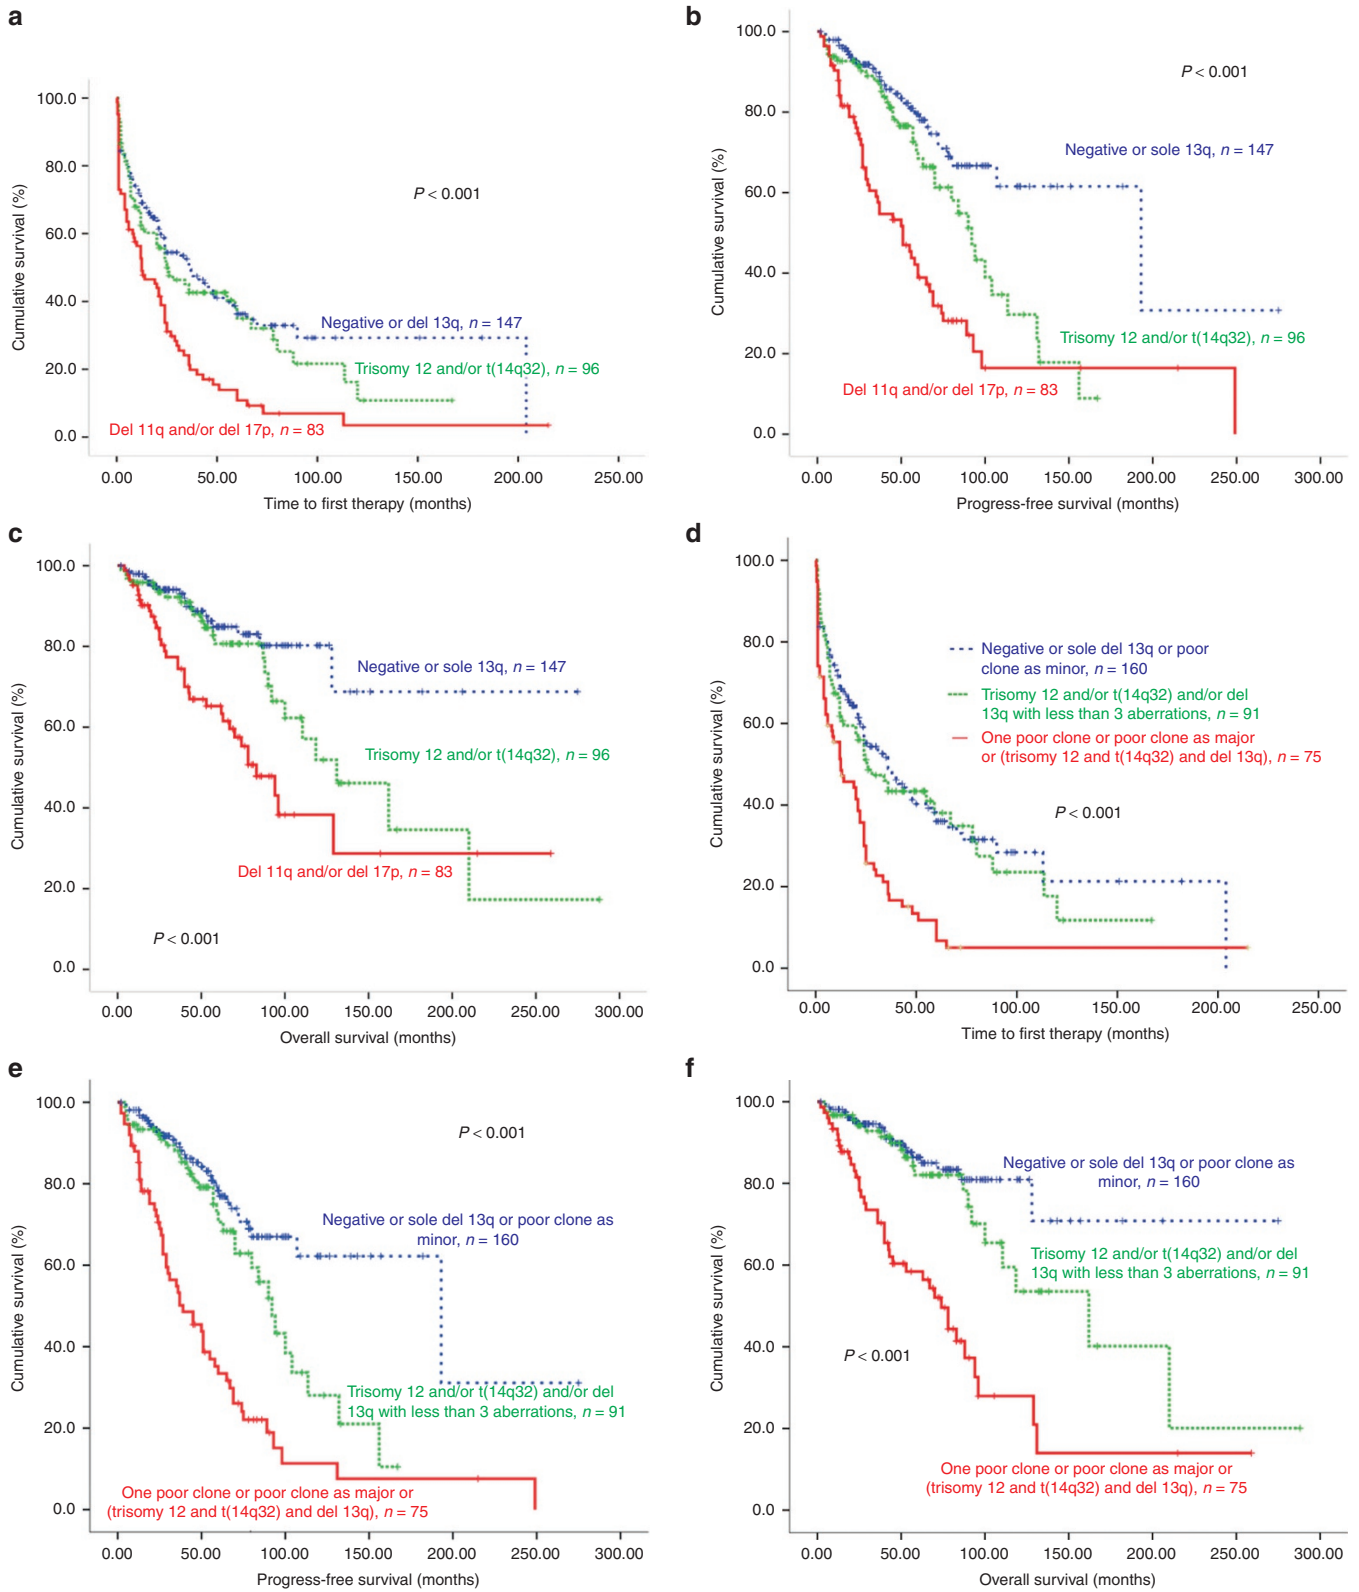 a
Cumulative survival (%)
100.0
80.0
60.0
40.0
20.0
0.0
P < 0.001
Negative or del 13q, n = 147
Trisomy 12 and/or t(14q32), n = 96
Del 11q and/or del 17p, n = 83
0.00 50.00 100.00 150.00 200.00 250.00
Time to first therapy (months)
b
Cumulative survival (%)
100.0
80.0
60.0
40.0
20.0
0.0
P < 0.001
Negative or sole 13q, n = 147
Trisomy 12 and/or t(14q32), n = 96
Del 11q and/or del 17p, n = 83
0.00 50.00 100.00 150.00 200.00 250.00 300.00
Progress-free survival (months)
c
Cumulative survival (%)
100.0
80.0
60.0
40.0
20.0
0.0
Negative or sole 13q, n = 147
Trisomy 12 and/or t(14q32), n = 96
Del 11q and/or del 17p, n = 83
P < 0.001
0.00 50.00 100.00 150.00 200.00 250.00 300.00
Overall survival (months)
d
Cumulative survival (%)
100.0
80.0
60.0
40.0
20.0
0.0
Negative or sole del 13q or poor
clone as minor, n = 160
Trisomy 12 and/or t(14q32) and/or del
13q with less than 3 aberrations, n = 91
One poor clone or poor clone as major
or (trisomy 12 and t(14q32) and del 13q), n = 75
P < 0.001
0.00 50.00 100.00 150.00 200.00 250.00
Time to first therapy (months)
e
Cumulative survival (%)
100.0
80.0
60.0
40.0
20.0
0.0
P < 0.001
Negative or sole del 13q or poor clone as
minor, n = 160
Trisomy 12 and/or t(14q32) and/or del
13q with less than 3 aberrations, n = 91
One poor clone or poor clone as major or
(trisomy 12 and t(14q32) and del 13q), n = 75
0.00 50.00 100.00 150.00 200.00 250.00 300.00
Progress-free survival (months)
f
Cumulative survival (%)
100.0
80.0
60.0
40.0
20.0
0.0
Negative or sole del 13q or poor clone as
minor, n = 160
Trisomy 12 and/or t(14q32) and/or del
13q with less than 3 aberrations, n = 91
P < 0.001
One poor clone or poor clone as major or
(trisomy 12 and t(14q32) and del 13q), n = 75
0.00 50.00 100.00 150.00 200.00 250.00 300.00
Overall survival (months)